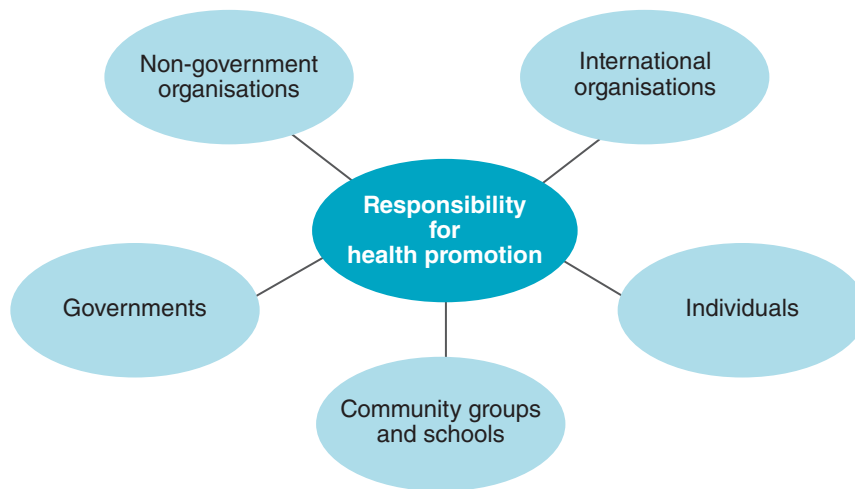 Non-government
organisations
International
organisations
Responsibility
for
health promotion
Governments
Individuals
Community groups
and schools